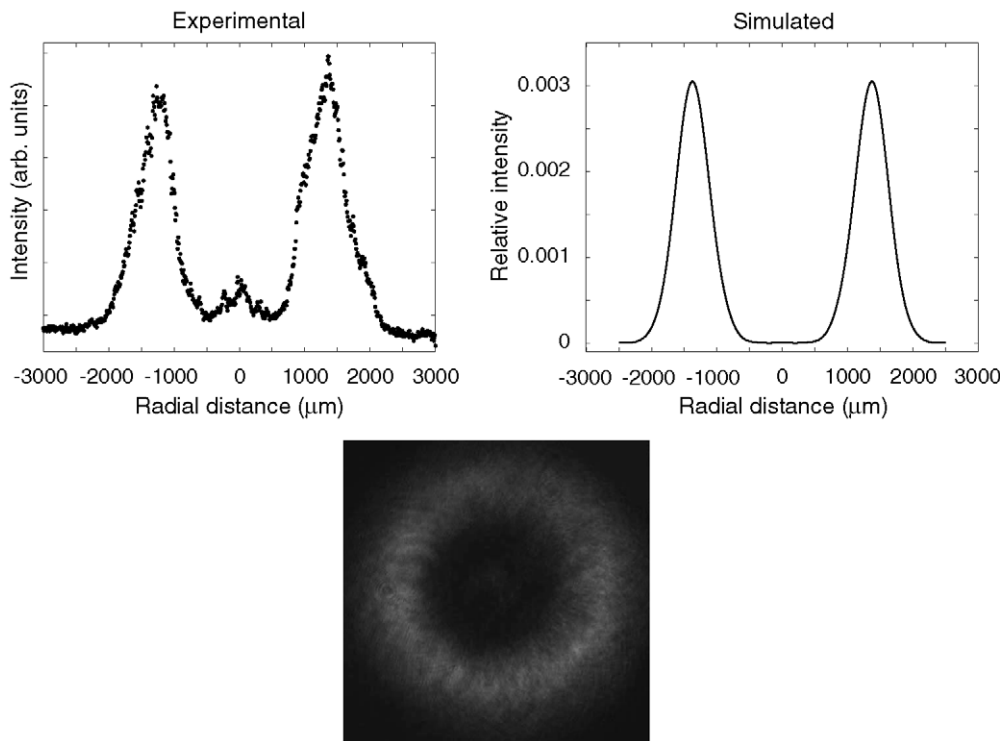 Experimental
Intensity (arb. units)
-3000 -2000 -1000 0 1000 2000 3000
Radial distance (μm)
Simulated
Relative intensity
0.003
0.002
0.001
0
-3000 -2000 -1000 0 1000 2000 3000
Radial distance (μm)